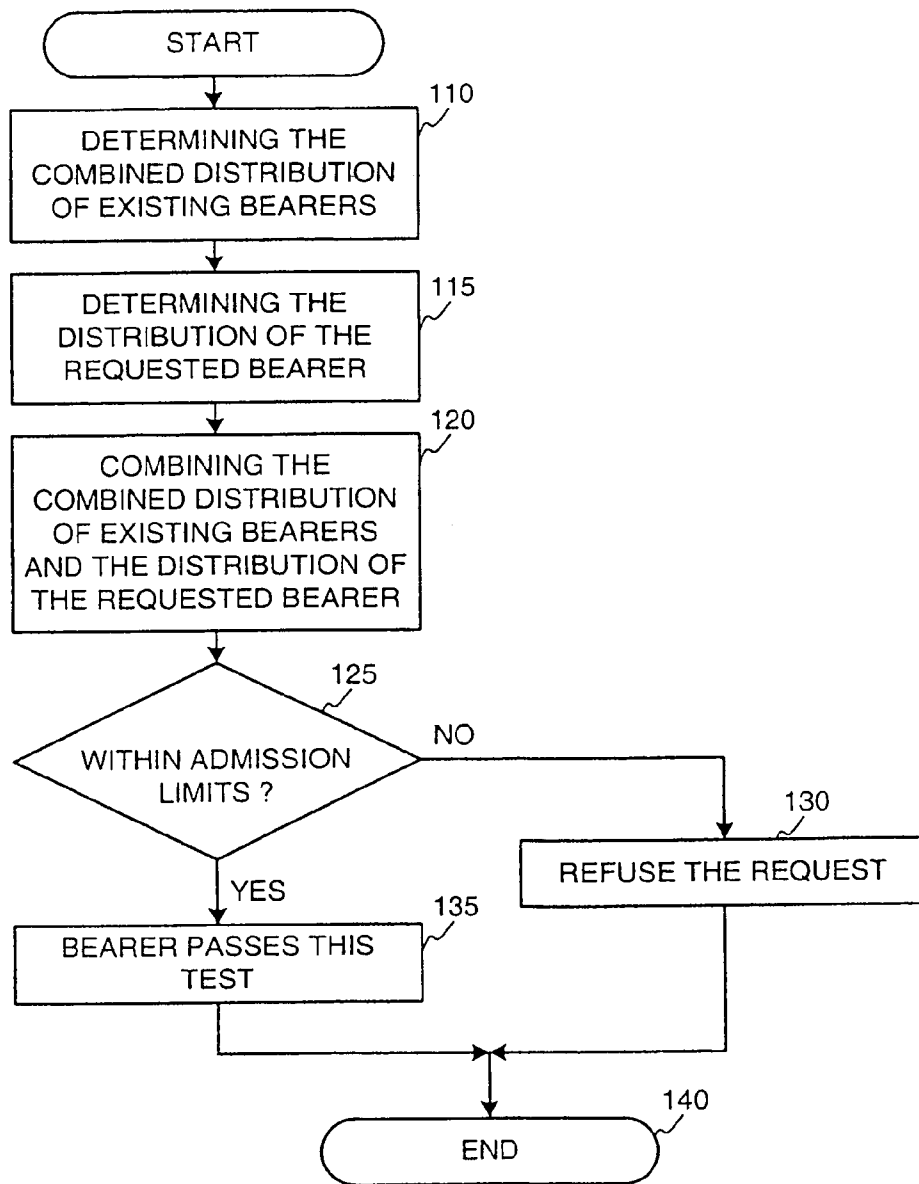 START
110
DETERMINING THE
COMBINED DISTRIBUTION
OF EXISTING BEARERS
115
DETERMINING THE
DISTRIBUTION OF THE
REQUESTED BEARER
120
COMBINING THE
COMBINED DISTRIBUTION
OF EXISTING BEARERS
AND THE DISTRIBUTION OF
THE REQUESTED BEARER
125
WITHIN ADMISSION
LIMITS ?
NO
130
REFUSE THE REQUEST
YES
135
BEARER PASSES THIS
TEST
140
END